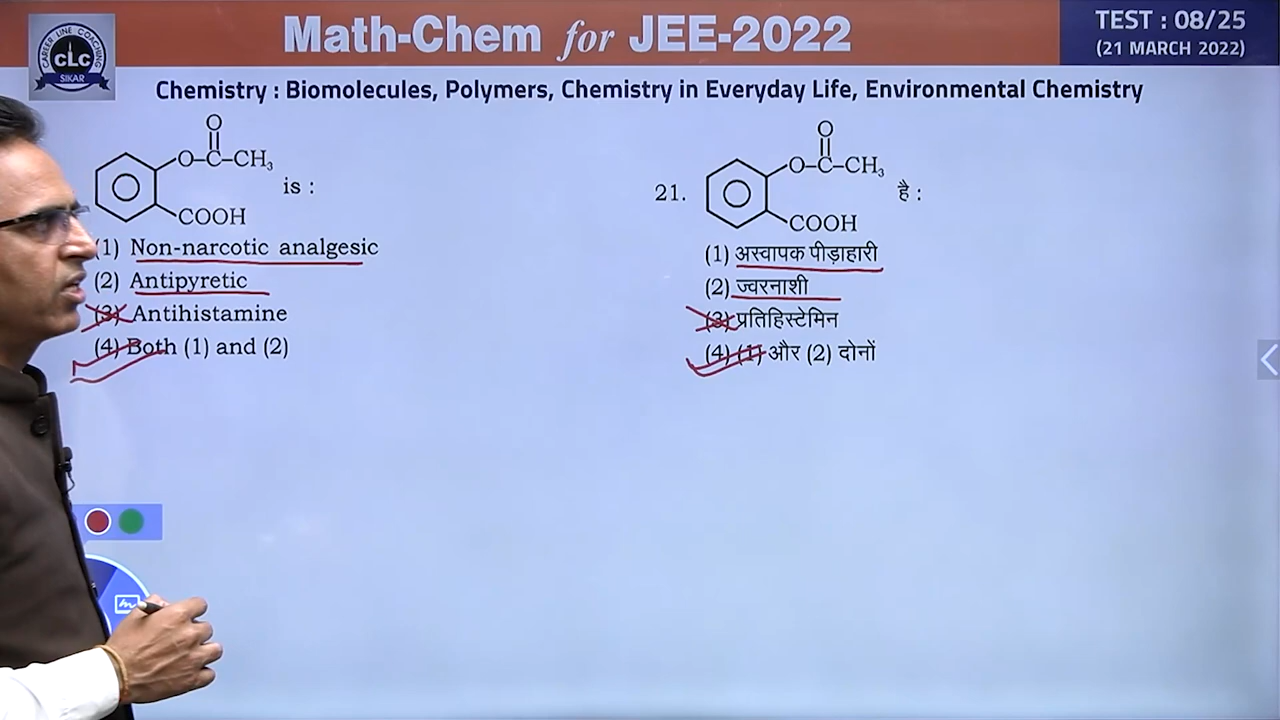 CAREER LINE COACHING
CLC
SIKAR
Math-Chem for JEE-2022
TEST : 08/25
(21 MARCH 2022)
Chemistry : Biomolecules, Polymers, Chemistry in Everyday Life, Environmental Chemistry
O
O–C–CH₃
COOH
is :
(1) Non-narcotic analgesic
(2) Antipyretic
(3) Antihistamine
(4) Both (1) and (2)
21.
O
O–C–CH₃
COOH
है :
(1) अस्वापक पीड़ाहारी
(2) ज्वरनाशी
(3) प्रतिहिस्टेमिन
(4) (1) और (2) दोनों